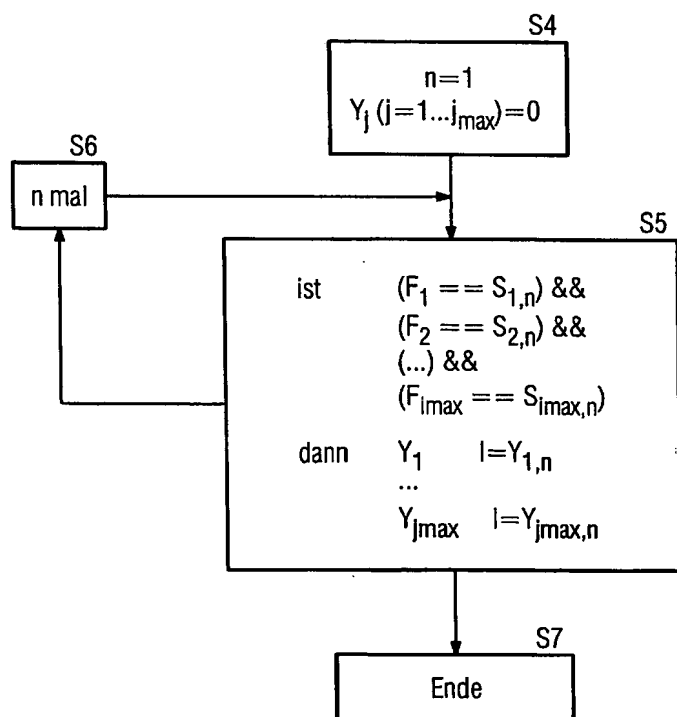 S4
n=1
Y_j (j=1...j_max)=0
S6
n mal
S5
ist (F_1 == S_1,n) &&
(F_2 == S_2,n) &&
(...) &&
(F_imax == S_imax,n)
dann Y_1 l=Y_1,n
...
Y_jmax l=Y_jmax,n
S7
Ende